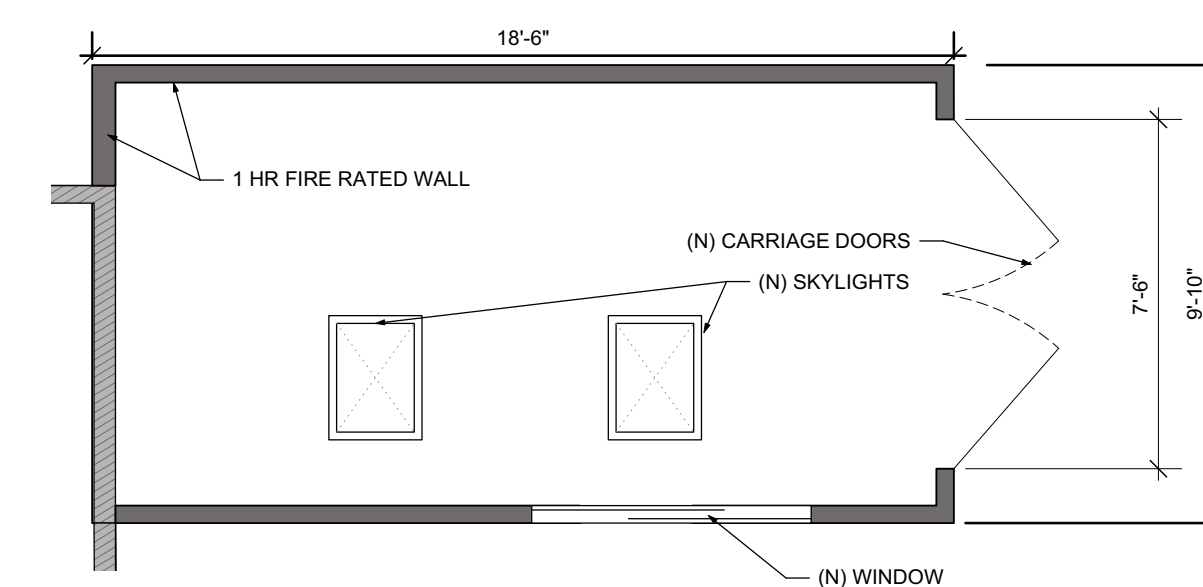 18'-6"
1 HR FIRE RATED WALL
(N) CARRIAGE DOORS
(N) SKYLIGHTS
7'-6"
9'-10"
(N) WINDOW